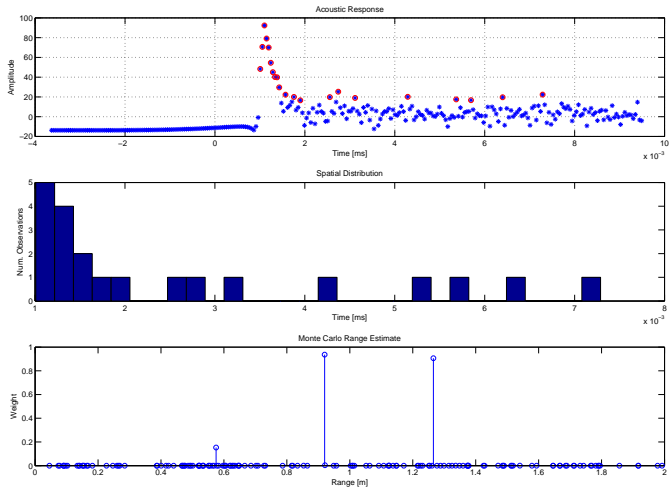 Acoustic Response
100
80
60
40
20
0
−20
Amplitude
−4 −2 0 2 4 6 8 10
Time [ms]
x 10⁻³
Spatial Distribution
5
4
3
2
1
0
Num. Observations
1 2 3 4 5 6 7 8
Time [ms]
x 10⁻³
Monte Carlo Range Estimate
1
0.8
0.6
0.4
0.2
0
Weight
0 0.2 0.4 0.6 0.8 1 1.2 1.4 1.6 1.8 2
Range [m]